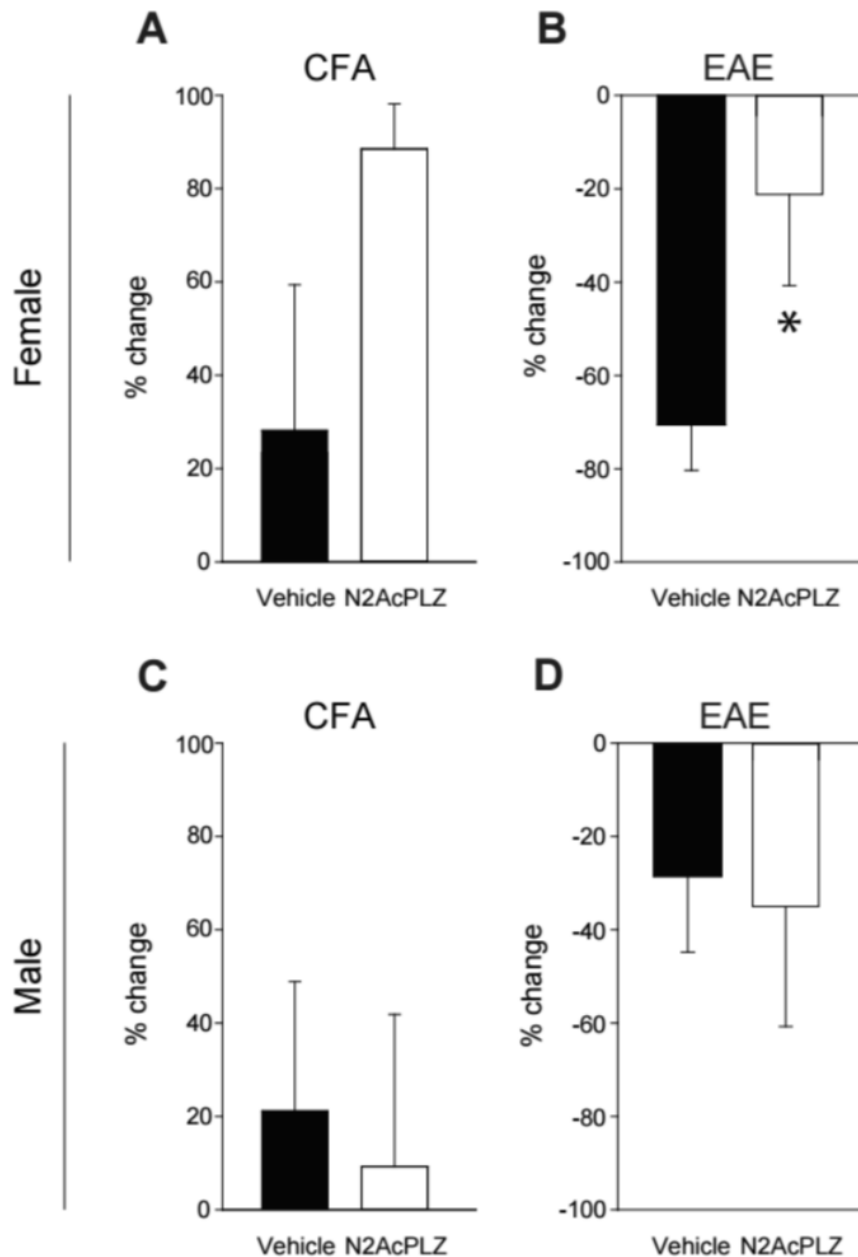 A
B
CFA
EAE
Female
% change
100
80
60
40
20
0
Vehicle N2AcPLZ
% change
0
-20
-40
-60
-80
-100
*
Vehicle N2AcPLZ
C
D
CFA
EAE
Male
% change
100
80
60
40
20
0
Vehicle N2AcPLZ
% change
0
-20
-40
-60
-80
-100
Vehicle N2AcPLZ